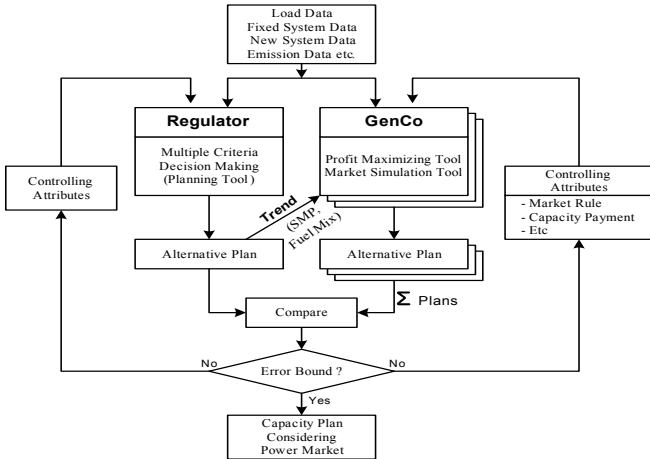 Load Data
Fixed System Data
New System Data
Emission Data etc.
Regulator
Multiple Criteria
Decision Making
(Planning Tool )
GenCo
Profit Maximizing Tool
Market Simulation Tool
Controlling
Attributes
Controlling
Attributes
- Market Rule
- Capacity Payment
- Etc
Trend
(SMP,
Fuel Mix)
Alternative Plan
Alternative Plan
Σ Plans
Compare
No
Error Bound ?
No
Yes
Capacity Plan
Considering
Power Market